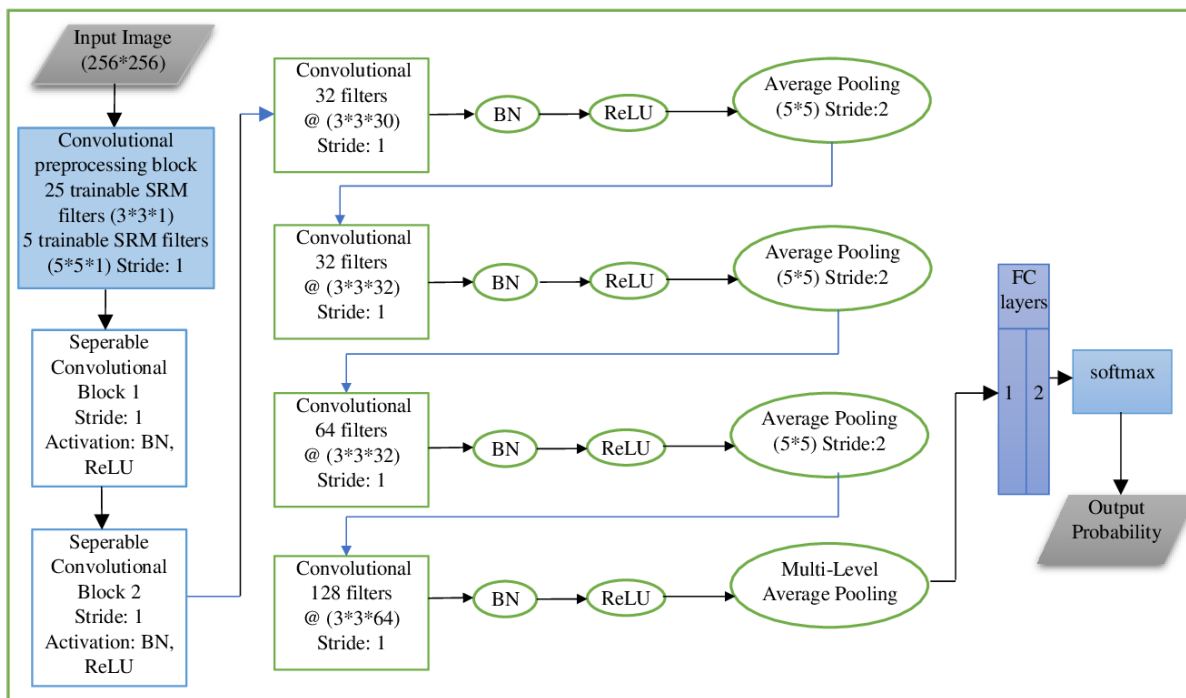 Input Image
(256*256)
Convolutional
preprocessing block
25 trainable SRM
filters (3*3*1)
5 trainable SRM filters
(5*5*1) Stride: 1
Seperable
Convolutional
Block 1
Stride: 1
Activation: BN,
ReLU
Seperable
Convolutional
Block 2
Stride: 1
Activation: BN,
ReLU
Convolutional
32 filters
@ (3*3*30)
Stride: 1
BN
ReLU
Average Pooling
(5*5) Stride:2
Convolutional
32 filters
@ (3*3*32)
Stride: 1
BN
ReLU
Average Pooling
(5*5) Stride:2
Convolutional
64 filters
@ (3*3*32)
Stride: 1
BN
ReLU
Average Pooling
(5*5) Stride:2
Convolutional
128 filters
@ (3*3*64)
Stride: 1
BN
ReLU
Multi-Level
Average Pooling
FC
layers
1 2
softmax
Output
Probability